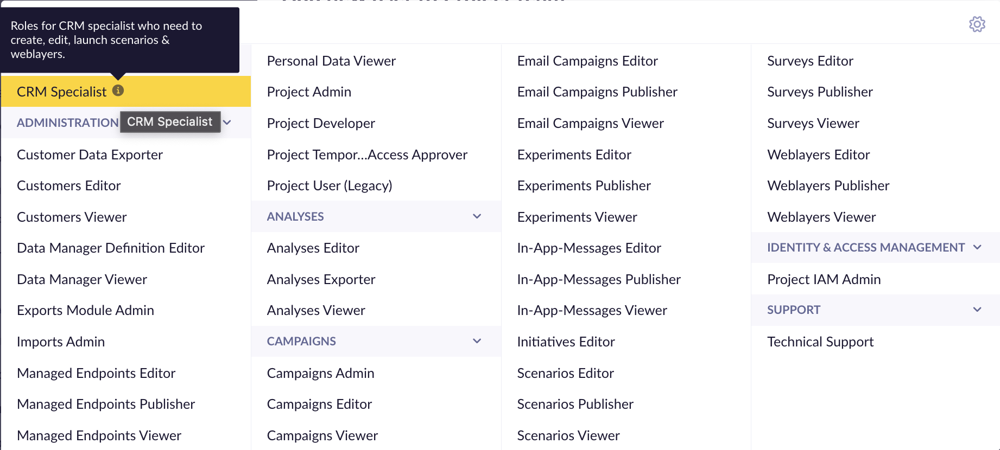 Roles for CRM specialist who need to
create, edit, launch scenarios &
weblayers.
CRM Specialist
ADMINISTRATION
CRM Specialist
Customer Data Exporter
Customers Editor
Customers Viewer
Data Manager Definition Editor
Data Manager Viewer
Exports Module Admin
Imports Admin
Managed Endpoints Editor
Managed Endpoints Publisher
Managed Endpoints Viewer
Personal Data Viewer
Project Admin
Project Developer
Project Tempor...Access Approver
Project User (Legacy)
ANALYSES
Analyses Editor
Analyses Exporter
Analyses Viewer
CAMPAIGNS
Campaigns Admin
Campaigns Editor
Campaigns Viewer
Email Campaigns Editor
Email Campaigns Publisher
Email Campaigns Viewer
Experiments Editor
Experiments Publisher
Experiments Viewer
In-App-Messages Editor
In-App-Messages Publisher
In-App-Messages Viewer
Initiatives Editor
Scenarios Editor
Scenarios Publisher
Scenarios Viewer
Surveys Editor
Surveys Publisher
Surveys Viewer
Weblayers Editor
Weblayers Publisher
Weblayers Viewer
IDENTITY & ACCESS MANAGEMENT
Project IAM Admin
SUPPORT
Technical Support